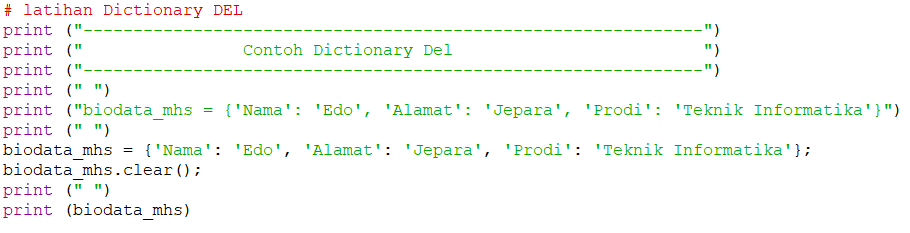 # latihan Dictionary DEL
print ("--------------------------------------------------------------")
print ("                Contoh Dictionary Del                         ")
print ("--------------------------------------------------------------")
print (" ")
print ("biodata_mhs = {'Nama': 'Edo', 'Alamat': 'Jepara', 'Prodi': 'Teknik Informatika'}")
print (" ")
biodata_mhs = {'Nama': 'Edo', 'Alamat': 'Jepara', 'Prodi': 'Teknik Informatika'};
biodata_mhs.clear();
print (" ")
print (biodata_mhs)